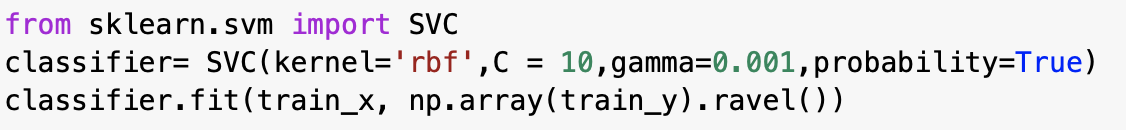 from sklearn.svm import SVC
classifier= SVC(kernel='rbf',C = 10,gamma=0.001,probability=True)
classifier.fit(train_x, np.array(train_y).ravel())